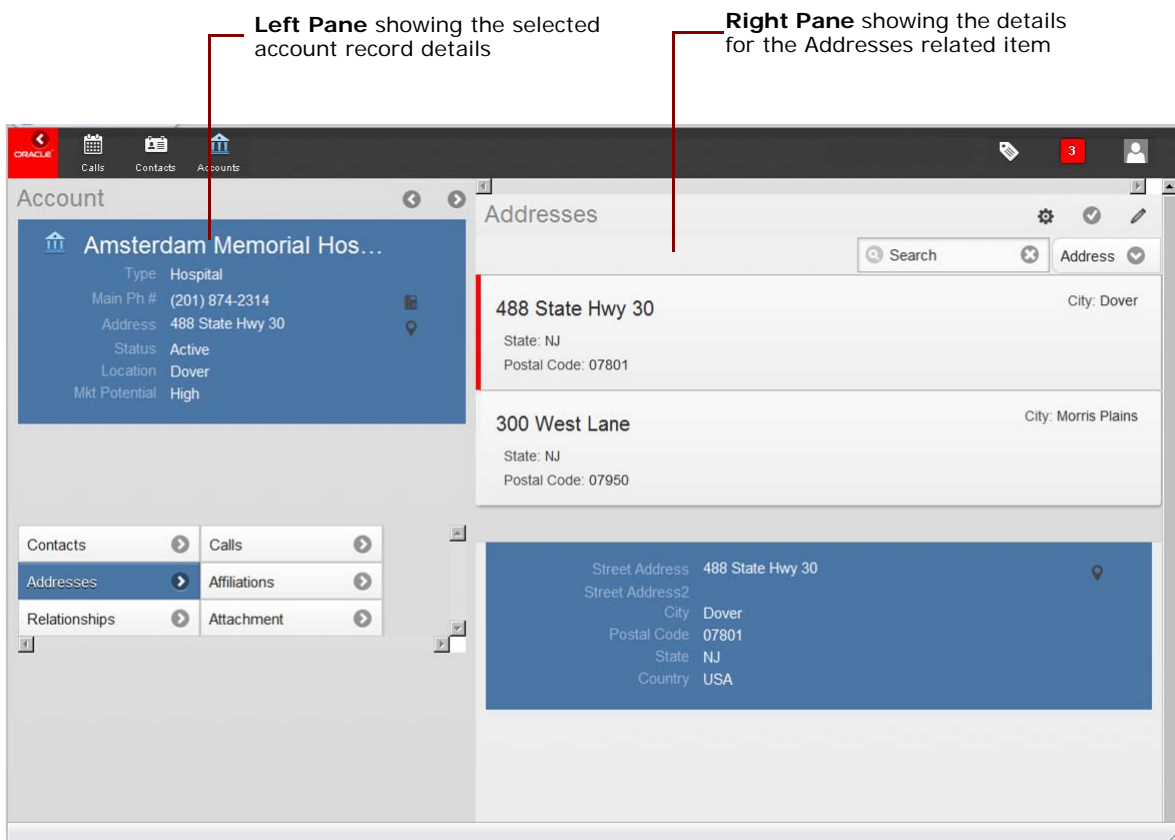 Left Pane showing the selected
account record details
Right Pane showing the details
for the Addresses related item
ORACLE
Calls
Contacts
Accounts
3
Account
Amsterdam Memorial Hos...
Type Hospital
Main Ph # (201) 874-2314
Address 488 State Hwy 30
Status Active
Location Dover
Mkt Potential High
Contacts
Calls
Addresses
Affiliations
Relationships
Attachment
Addresses
Search
Address
488 State Hwy 30
City: Dover
State: NJ
Postal Code: 07801
300 West Lane
City: Morris Plains
State: NJ
Postal Code: 07950
Street Address 488 State Hwy 30
Street Address2
City Dover
Postal Code 07801
State NJ
Country USA